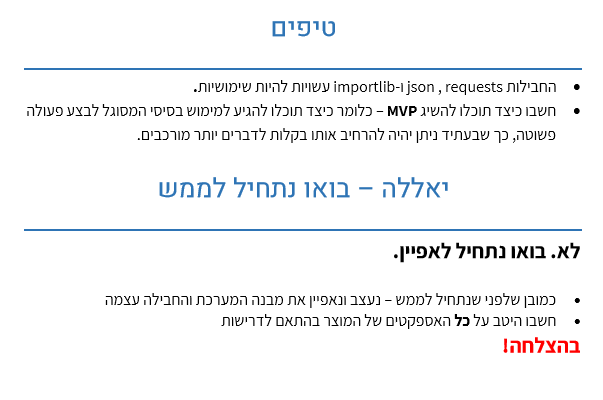 טיפים
החבילות json , requests ו-importlib עשויות להיות שימושיות.
חשבו כיצד תוכלו להשיג MVP – כלומר כיצד תוכלו להגיע למימוש בסיסי המסוגל לבצע פעולה
פשוטה, כך שבעתיד ניתן יהיה להרחיב אותו בקלות לדברים יותר מורכבים.
יאללה – בואו נתחיל לממש
לא. בואו נתחיל לאפיין.
כמובן שלפני שנתחיל לממש – נעצב ונאפיין את מבנה המערכת והחבילה עצמה
חשבו היטב על כל האספקטים של המוצר בהתאם לדרישות
בהצלחה!